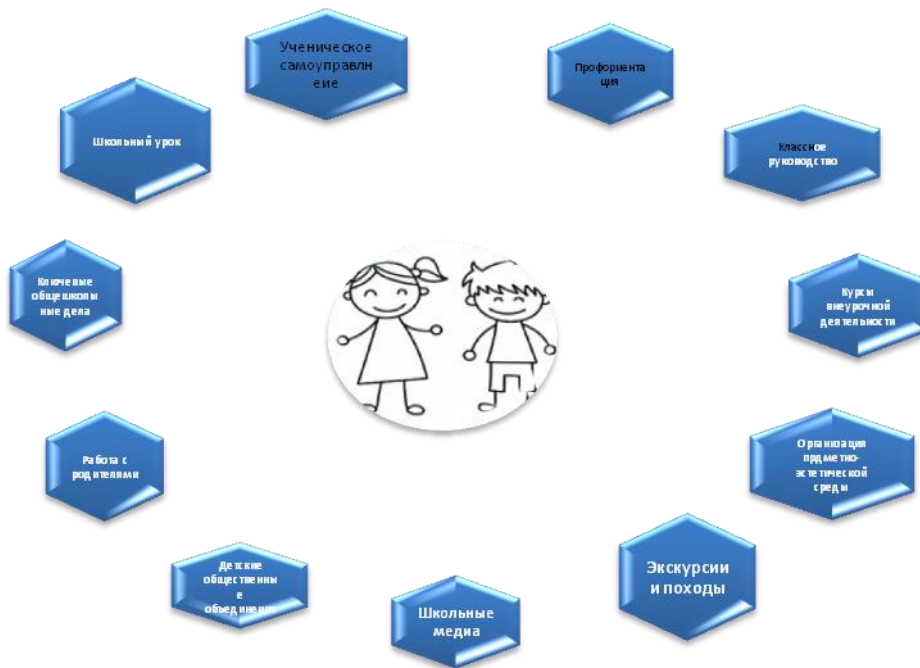 Ученическое
самоуправлн
еие
Профориента
ция
Школьный урок
Классное
руководство
Ключевые
общешколь
ные дела
Курсы
внеурочной
деятельности
Работа с
родителями
Организация
прдметно-
эстетической
среды
Экскурсии
и походы
Детские
общественны
е
объединения
Школьные
медиа